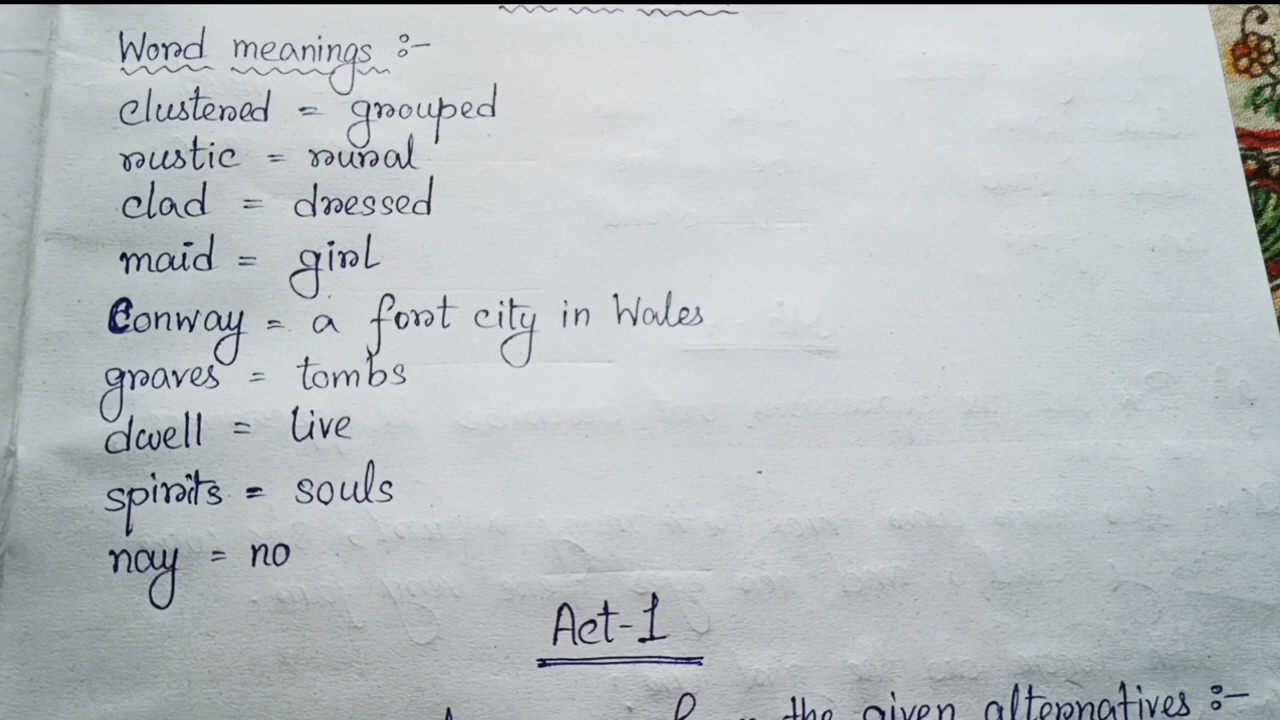 Word meanings :-
clustered = grouped
rustic = rural
clad = dressed
maid = girl
Conway = a fort city in Wales
graves = tombs
dwell = live
spirits = souls
nay = no
Act-1
the given alternatives :-